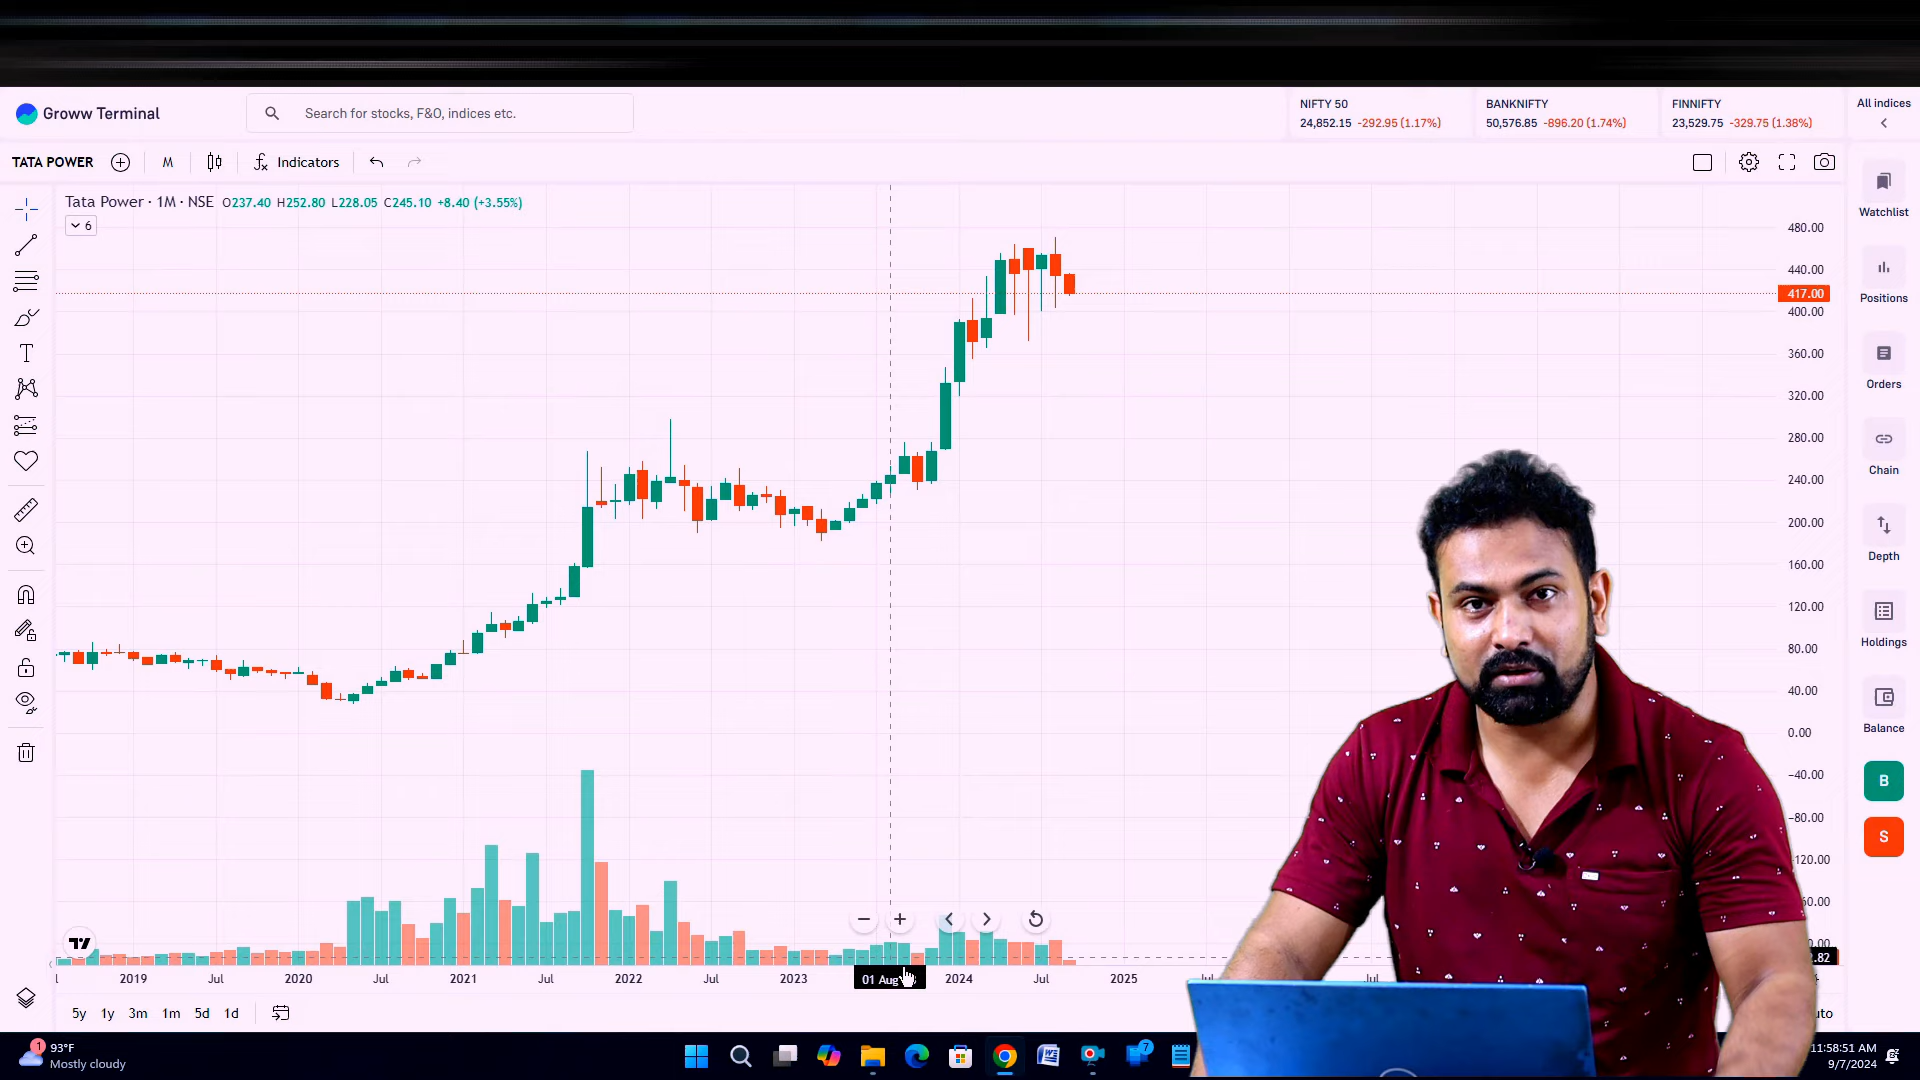 Groww Terminal
Search for stocks, F&O, indices etc.
NIFTY 50
24,852.15 -292.95 (1.17%)
BANKNIFTY
50,576.85 -896.20 (1.74%)
FINNIFTY
23,529.75 -329.75 (1.38%)
All indices
TATA POWER
M
Indicators
Tata Power · 1M · NSE O237.40 H252.80 L228.05 C245.10 +8.40 (+3.55%)
6
480.00
440.00
417.00
400.00
360.00
320.00
280.00
240.00
200.00
160.00
120.00
80.00
40.00
0.00
-40.00
-80.00
Watchlist
Positions
Orders
Chain
Depth
Holdings
Balance
B
S
2019 Jul 2020 Jul 2021 Jul 2022 Jul 2023 01 Aug 2024 Jul 2025
5y 1y 3m 1m 5d 1d
1
93°F
Mostly cloudy
7
11:58:51 AM
9/7/2024